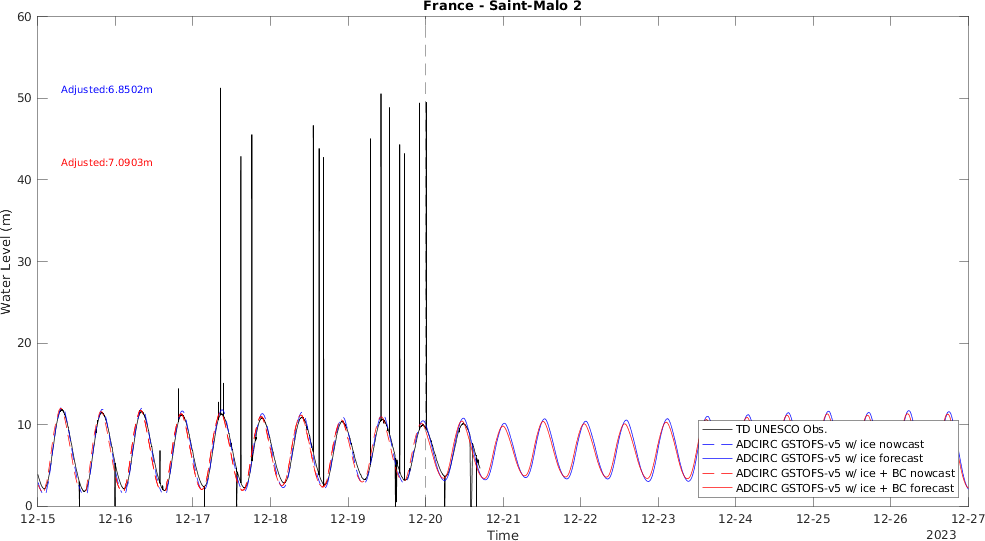 France - Saint-Malo 2
60
50
40
30
20
10
0
Water Level (m)
Adjusted:6.8502m
Adjusted:7.0903m
TD UNESCO Obs.
ADCIRC GSTOFS-v5 w/ ice nowcast
ADCIRC GSTOFS-v5 w/ ice forecast
ADCIRC GSTOFS-v5 w/ ice + BC nowcast
ADCIRC GSTOFS-v5 w/ ice + BC forecast
12-15 12-16 12-17 12-18 12-19 12-20 12-21 12-22 12-23 12-24 12-25 12-26 12-27
Time
2023